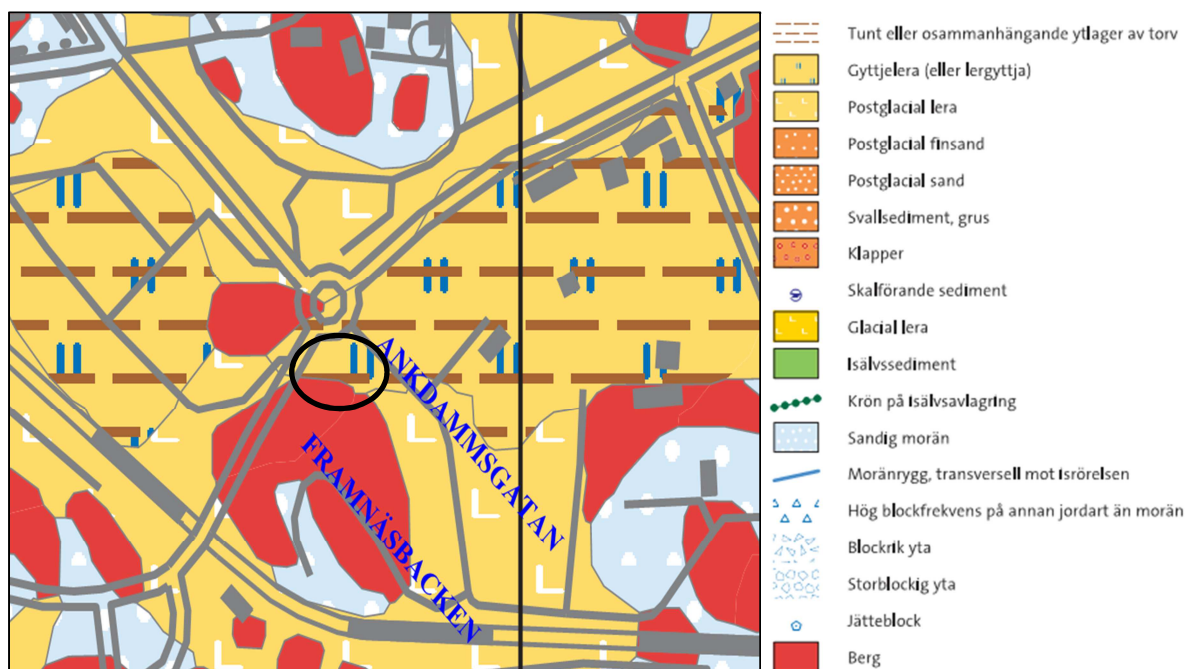 ANKDAMMSGATAN
FRAMNÄSBACKEN
Tunt eller osammanhängande ytlager av torv
Gyttjelera (eller lergyttja)
Postglacial lera
Postglacial finsand
Postglacial sand
Svallsediment, grus
Klapper
Skalförande sediment
Glacial lera
Isälvssediment
Krön på isälvsavlagring
Sandig morän
Moränrygg, transversell mot isrörelsen
Hög blockfrekvens på annan jordart än morän
Blockrik yta
Storblockig yta
Jätteblock
Berg